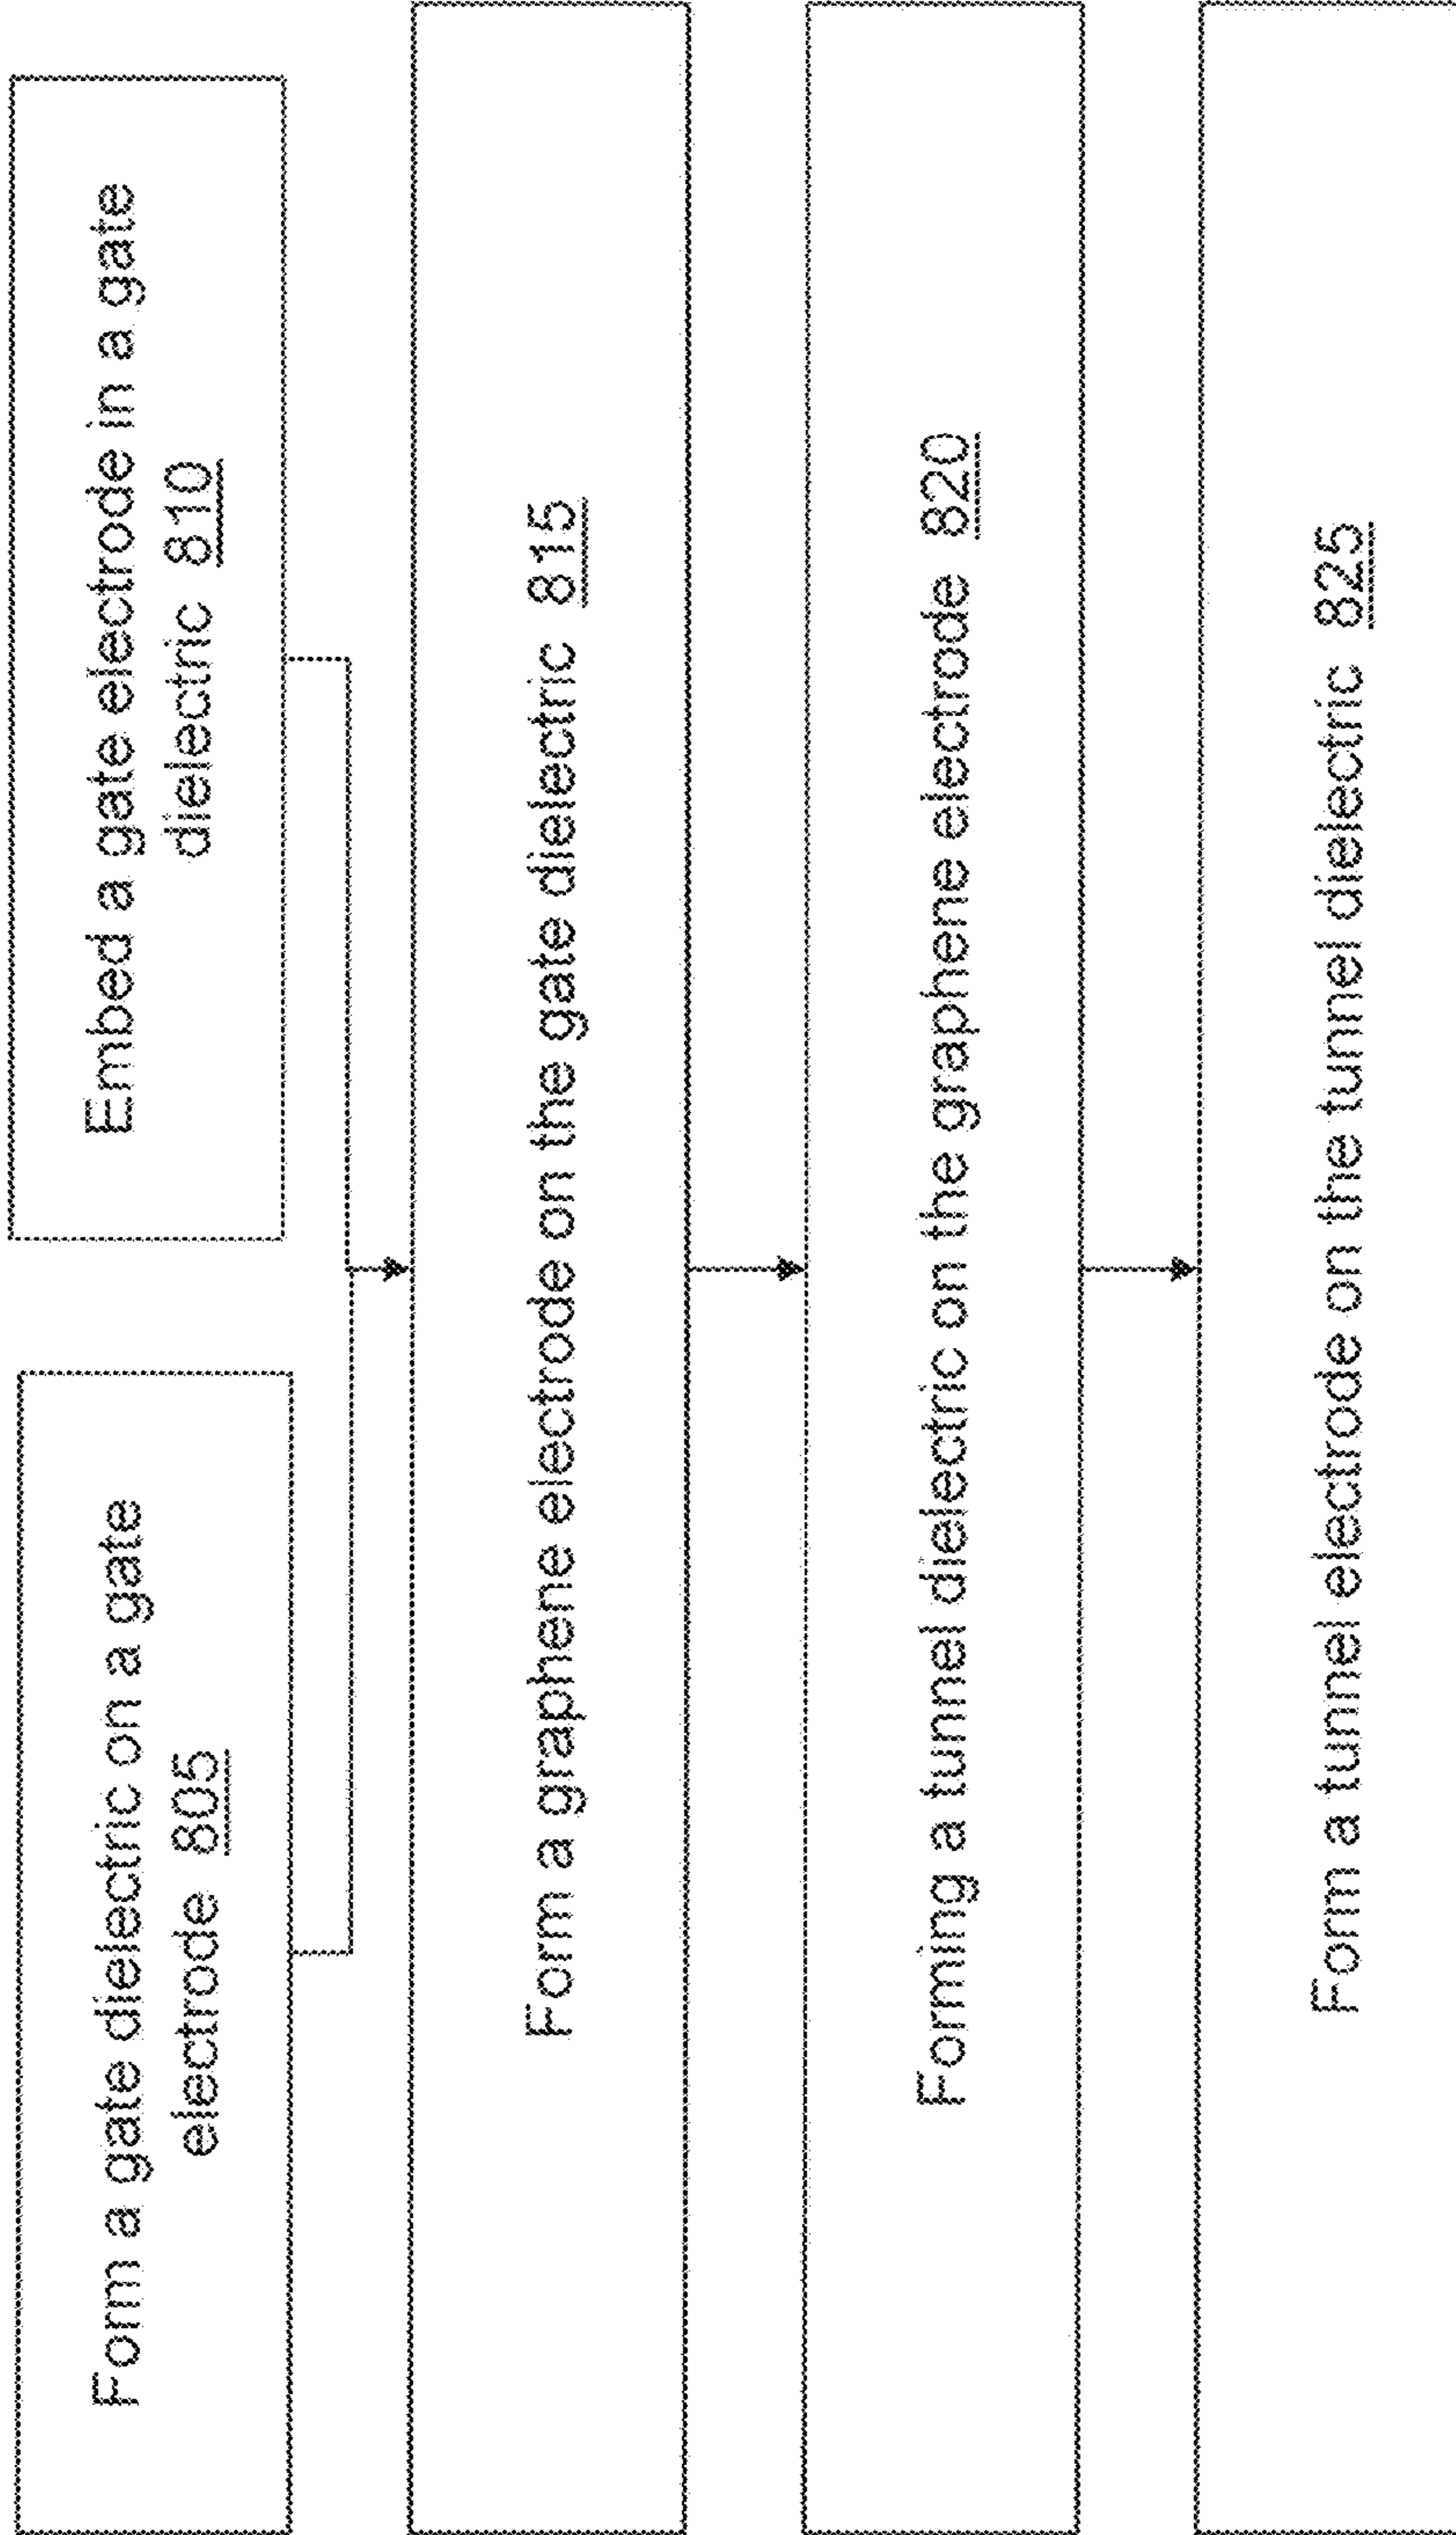 Form a gate dielectric on a gate
electrode 805
Embed a gate electrode in a gate
dielectric 810
Form a graphene electrode on the gate dielectric 815
Forming a tunnel dielectric on the graphene electrode 820
Form a tunnel electrode on the tunnel dielectric 825